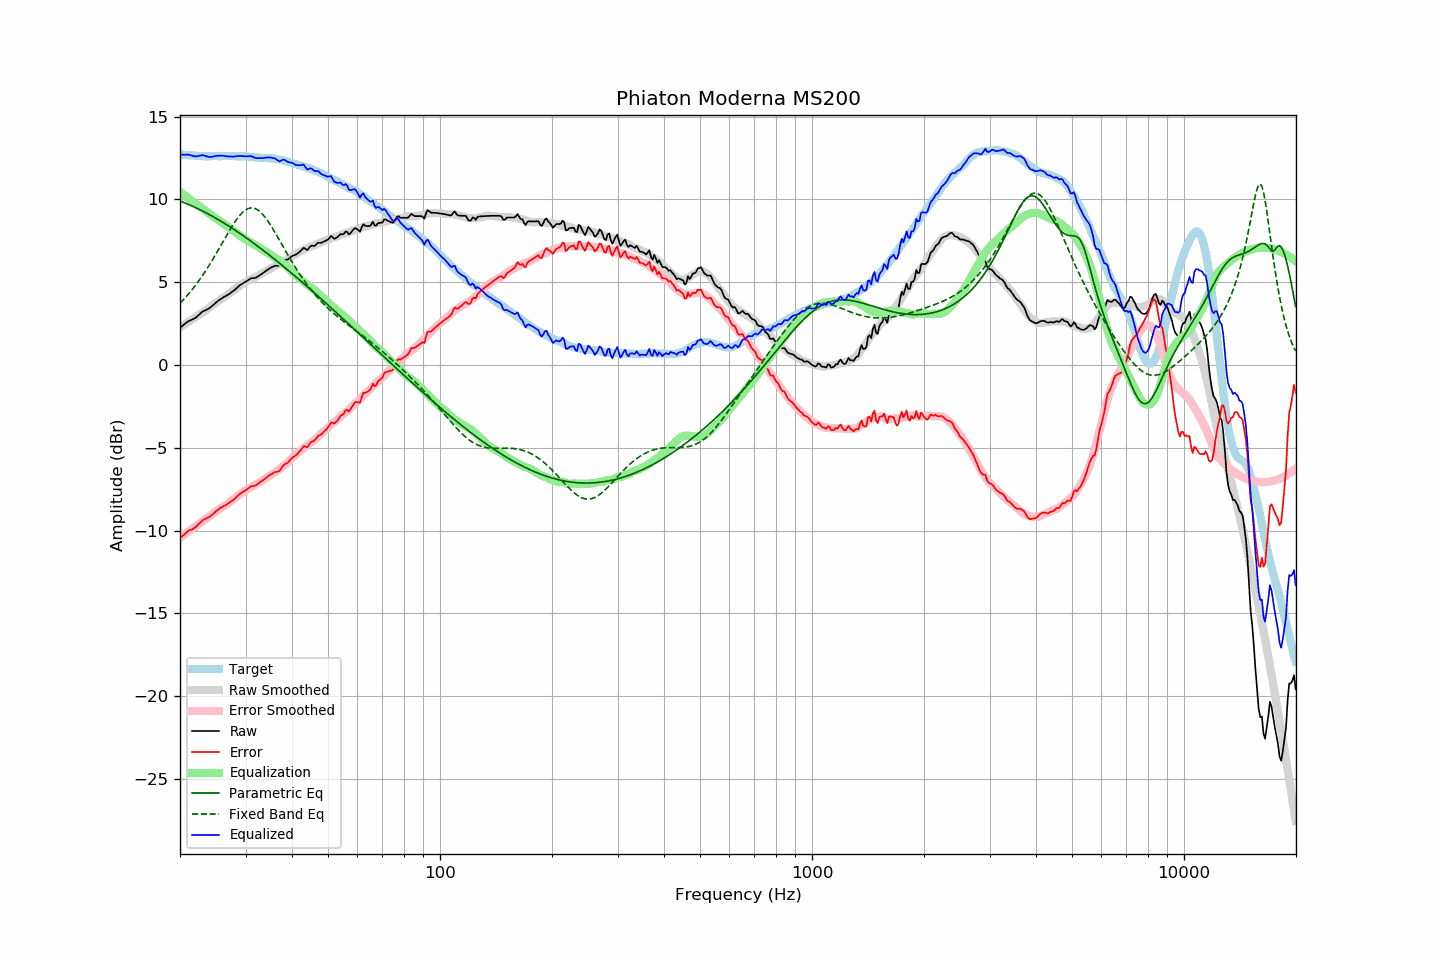 Phiaton Moderna MS200
15
10
5
0
−5
−10
−15
−20
−25
Amplitude (dBr)
Target
Raw Smoothed
Error Smoothed
Raw
Error
Equalization
Parametric Eq
Fixed Band Eq
Equalized
100
1000
10000
Frequency (Hz)